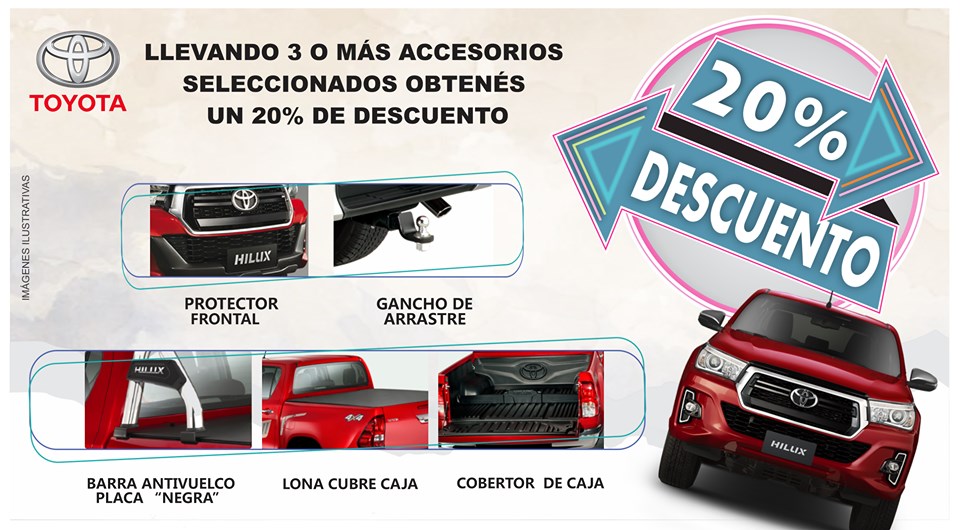 TOYOTA
LLEVANDO 3 O MÁS ACCESORIOS
SELECCIONADOS OBTENÉS
UN 20% DE DESCUENTO
20%
DESCUENTO
IMÁGENES ILUSTRATIVAS
HILUX
PROTECTOR
FRONTAL
GANCHO DE
ARRASTRE
HILUX
4x4
BARRA ANTIVUELCO
PLACA “NEGRA”
LONA CUBRE CAJA
COBERTOR DE CAJA
HILUX